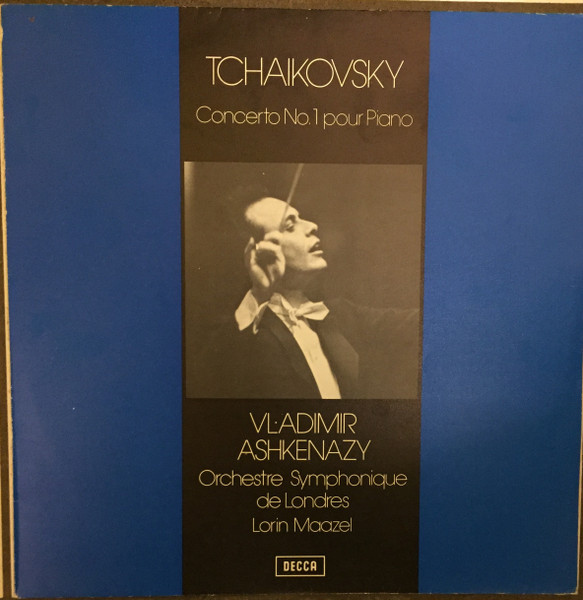 TCHAIKOVSKY
Concerto No.1 pour Piano
VLADIMIR
ASHKENAZY
Orchestre Symphonique
de Londres
Lorin Maazel
DECCA